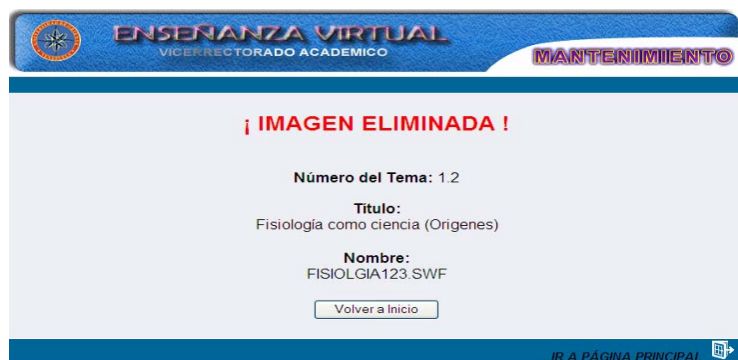 ENSEÑANZA VIRTUAL
VICERRECTORADO ACADEMICO
MANTENIMIENTO
¡ IMAGEN ELIMINADA !
Número del Tema: 1.2
Titulo:
Fisiología como ciencia (Origenes)
Nombre:
FISIOLGIA123.SWF
Volver a Inicio
IR A PÁGINA PRINCIPAL